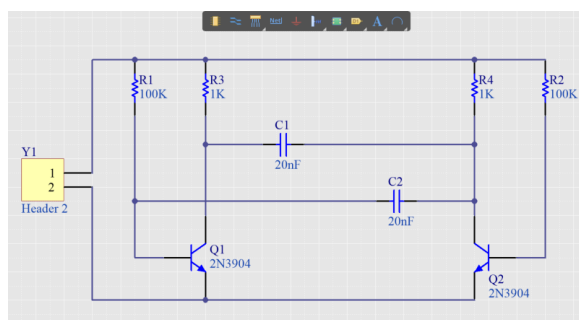 R1
100K
R3
1K
R4
1K
R2
100K
C1
20nF
Y1
1
2
Header 2
C2
20nF
Q1
2N3904
Q2
2N3904
A